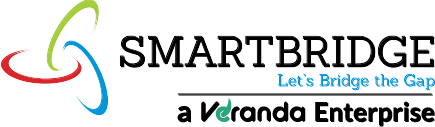 SMARTBRIDGE
Let's Bridge the Gap
a Veranda Enterprise